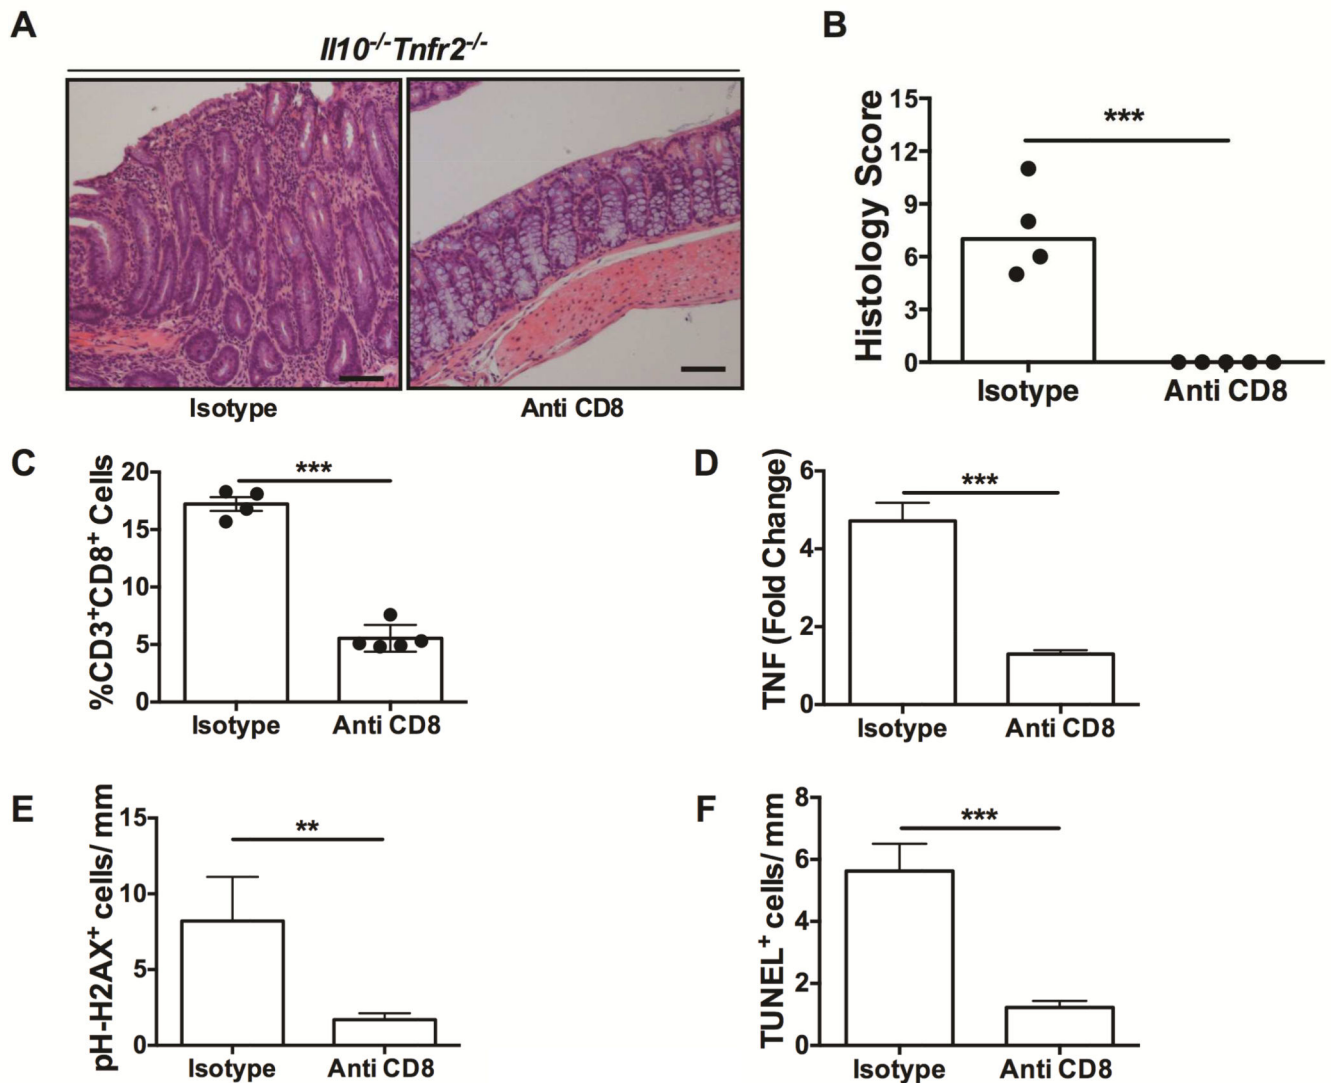 A
Il10-/-Tnfr2-/-
Isotype
Anti CD8
B
Histology Score
15
12
9
6
3
0
***
Isotype
Anti CD8
C
%CD3+CD8+ Cells
20
15
10
5
0
***
Isotype
Anti CD8
D
TNF (Fold Change)
6
4
2
0
***
Isotype
Anti CD8
E
pH-H2AX+ cells/ mm
15
10
5
0
**
Isotype
Anti CD8
F
TUNEL+ cells/ mm
8
6
4
2
0
***
Isotype
Anti CD8